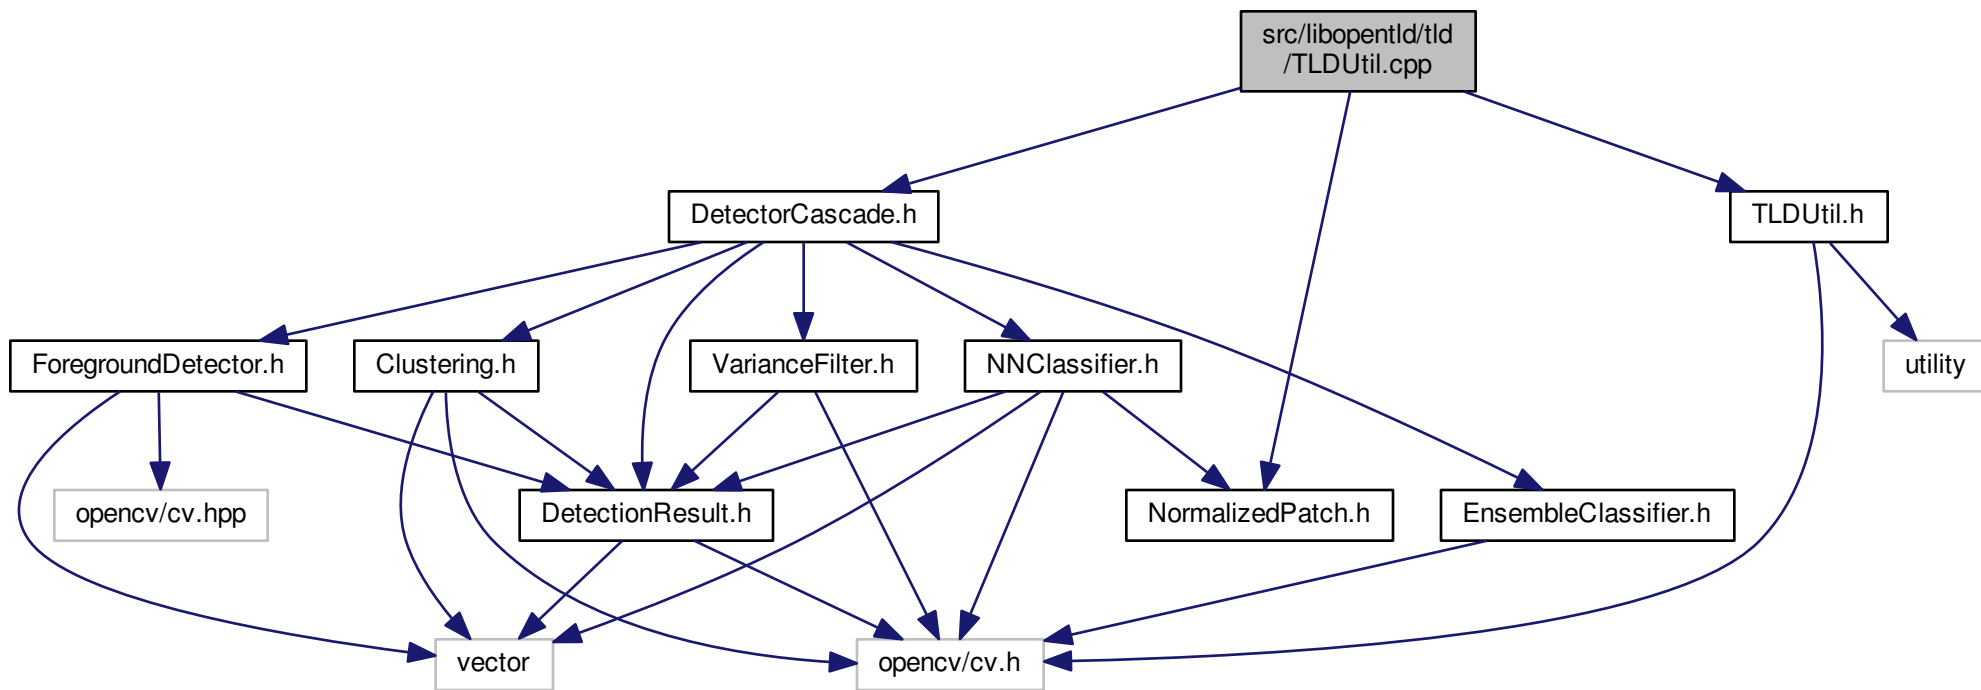 src/libopentld/tld
/TLDUtil.cpp
DetectorCascade.h
TLDUtil.h
ForegroundDetector.h
Clustering.h
VarianceFilter.h
NNClassifier.h
utility
opencv/cv.hpp
DetectionResult.h
NormalizedPatch.h
EnsembleClassifier.h
vector
opencv/cv.h